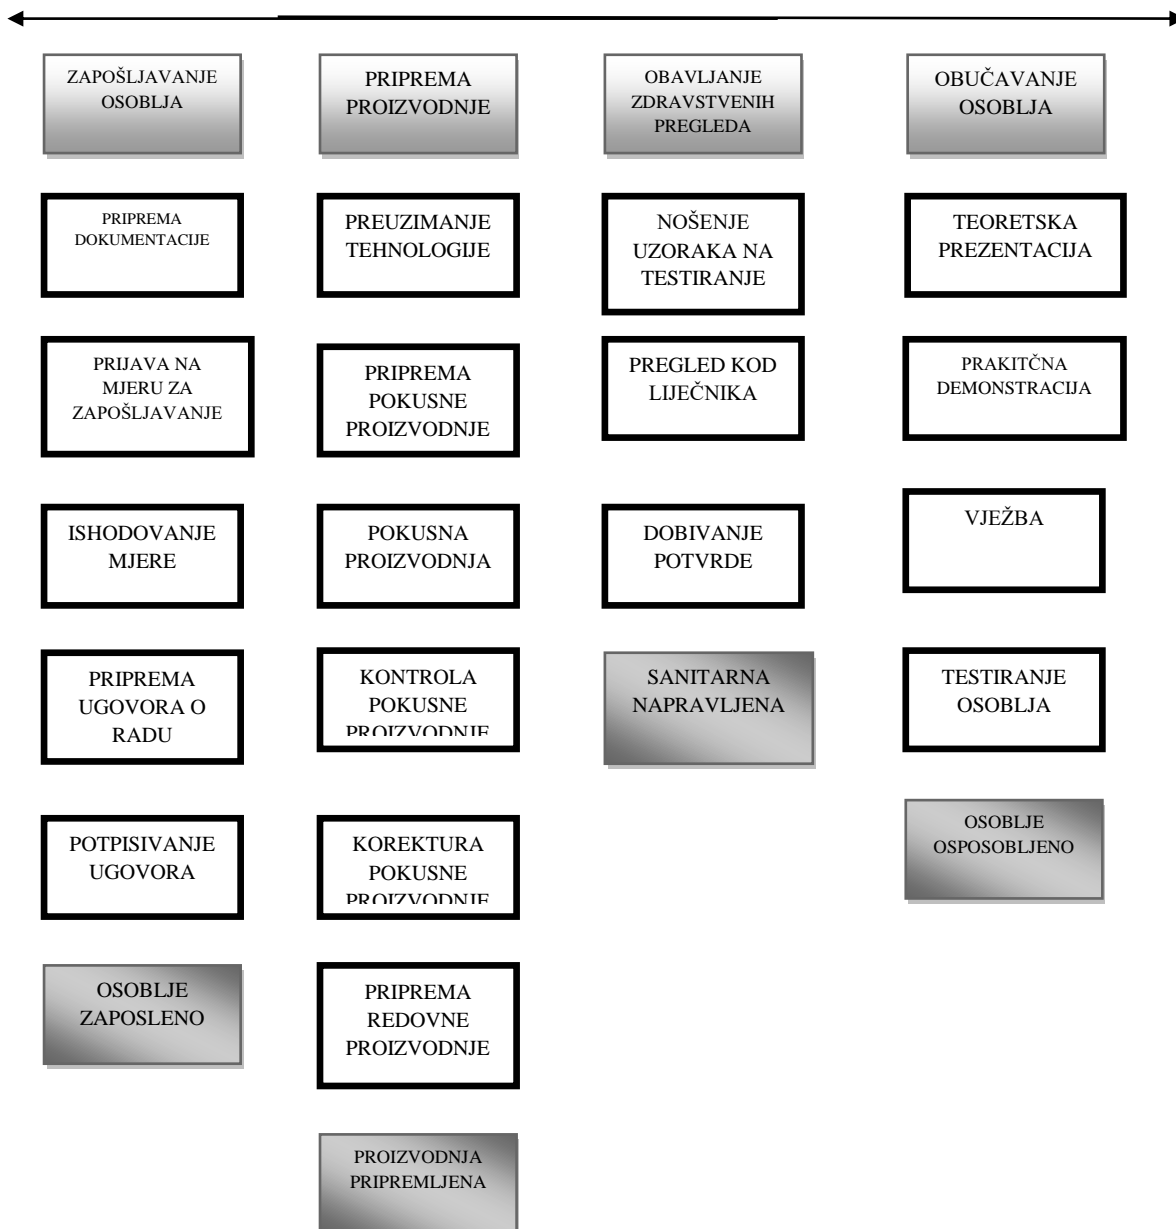 ZAPOŠLJAVANJE
OSOBLJA
PRIPREMA
DOKUMENTACIJE
PRIJAVA NA
MJERU ZA
ZAPOŠLJAVANJE
ISHODOVANJE
MJERE
PRIPREMA
UGOVORA O
RADU
POTPISIVANJE
UGOVORA
OSOBLJE
ZAPOSLENO
PRIPREMA
PROIZVODNJE
PREUZIMANJE
TEHNOLOGIJE
PRIPREMA
POKUSNE
PROIZVODNJE
POKUSNA
PROIZVODNJA
KONTROLA
POKUSNE
PROIZVODNJE
KOREKTURA
POKUSNE
PROIZVODNJE
PRIPREMA
REDOVNE
PROIZVODNJE
PROIZVODNJA
PRIPREMLJENA
OBAVLJANJE
ZDRAVSTVENIH
PREGLEDA
NOŠENJE
UZORAKA NA
TESTIRANJE
PREGLED KOD
LIJEČNIKA
DOBIVANJE
POTVRDE
SANITARNA
NAPRAVLJENA
OBUČAVANJE
OSOBLJA
TEORETSKA
PREZENTACIJA
PRAKITČNA
DEMONSTRACIJA
VJEŽBA
TESTIRANJE
OSOBLJA
OSOBLJE
OSPOSOBLJENO